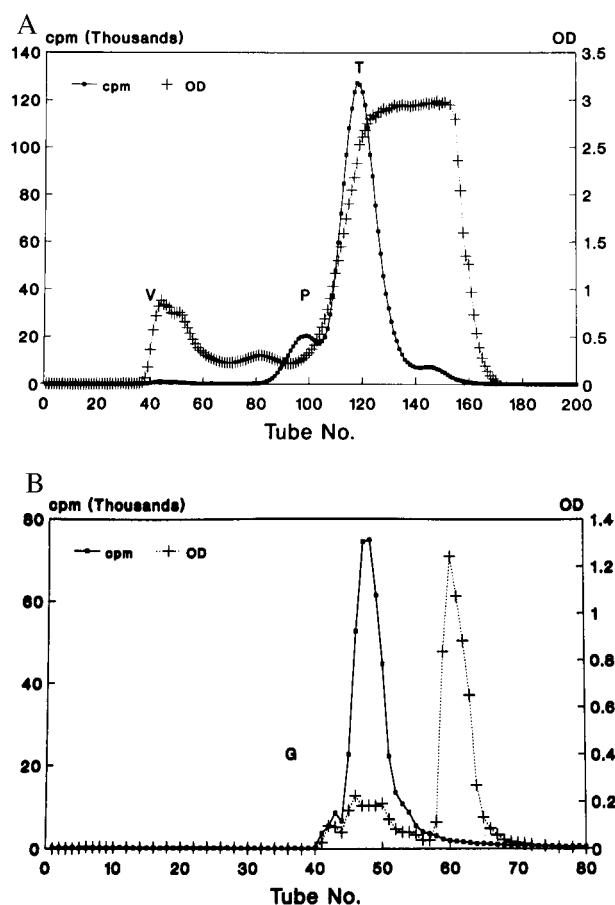 A
cpm (Thousands) OD
140 3.5
T
cpm OD
120 3
100 2.5
80 2
60 1.5
40 V P 1
20 0.5
0 0
0 20 40 60 80 100 120 140 160 180 200
Tube No.
B
cpm (Thousands) OD
80 1.4
cpm OD
1.2
60
1
0.8
40
0.6
G
0.4
20
0.2
0 0
0 10 20 30 40 50 60 70 80
Tube No.